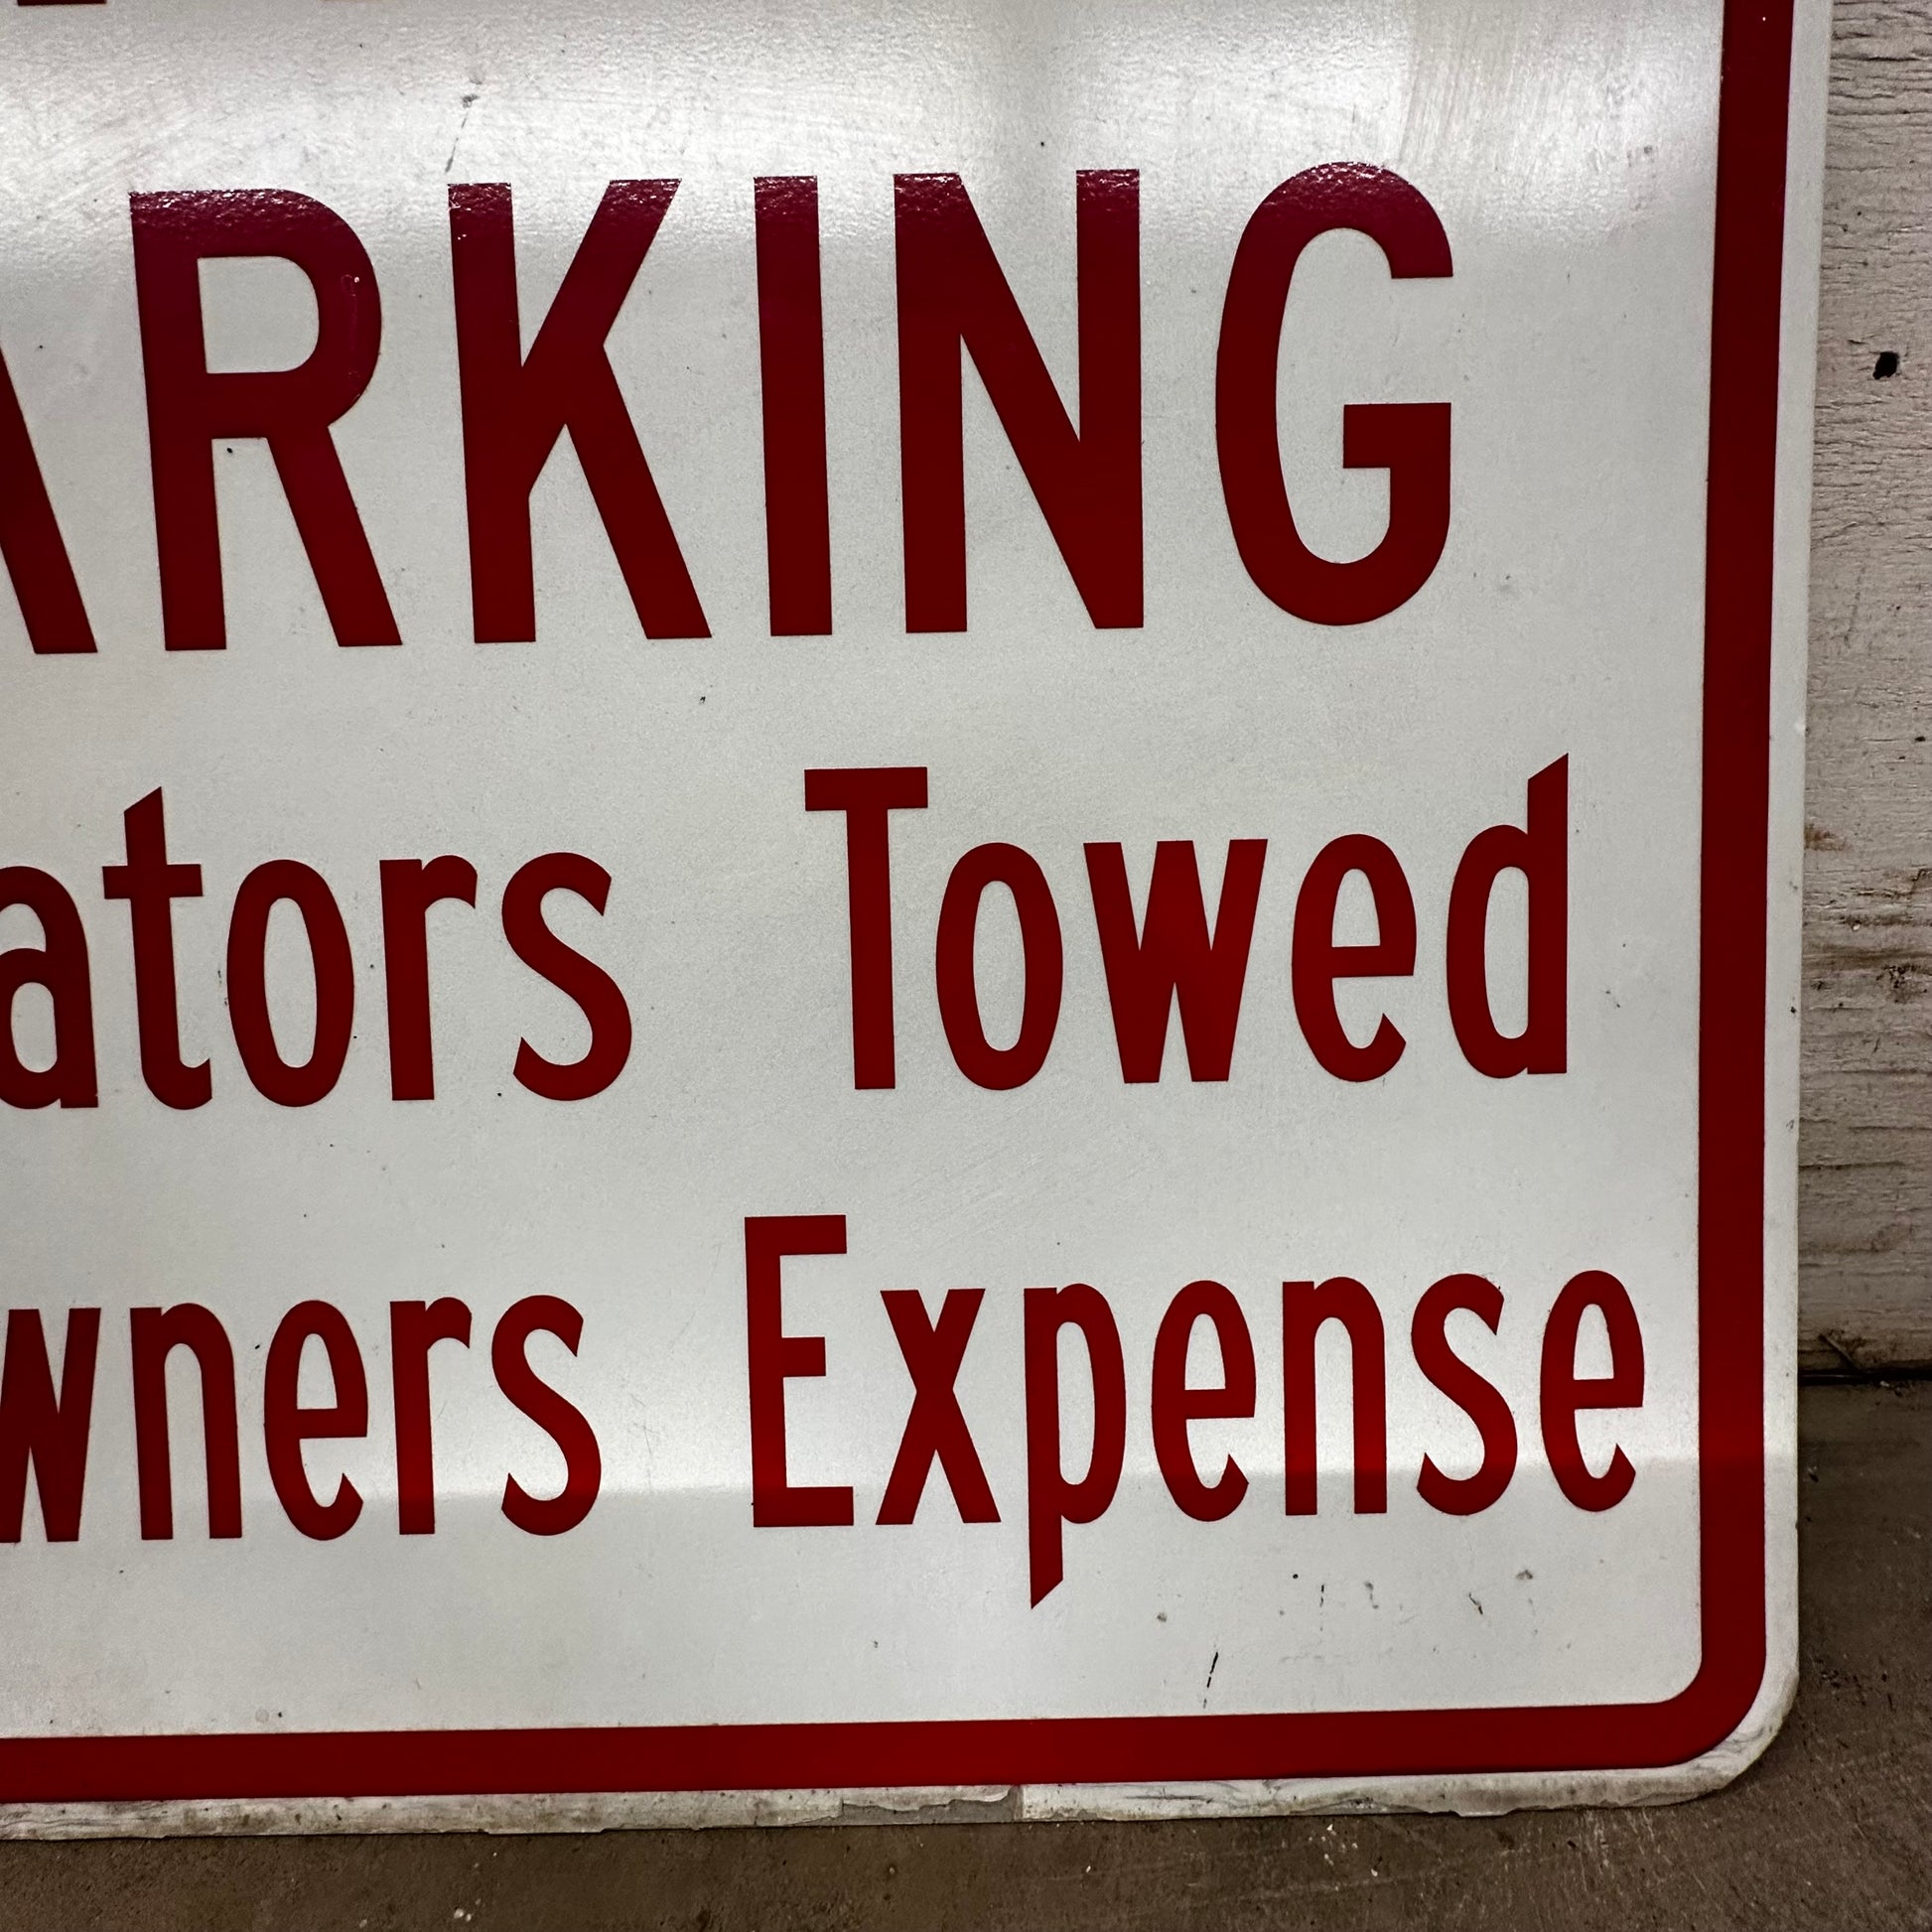 ARKING
ators Towed
wners Expense